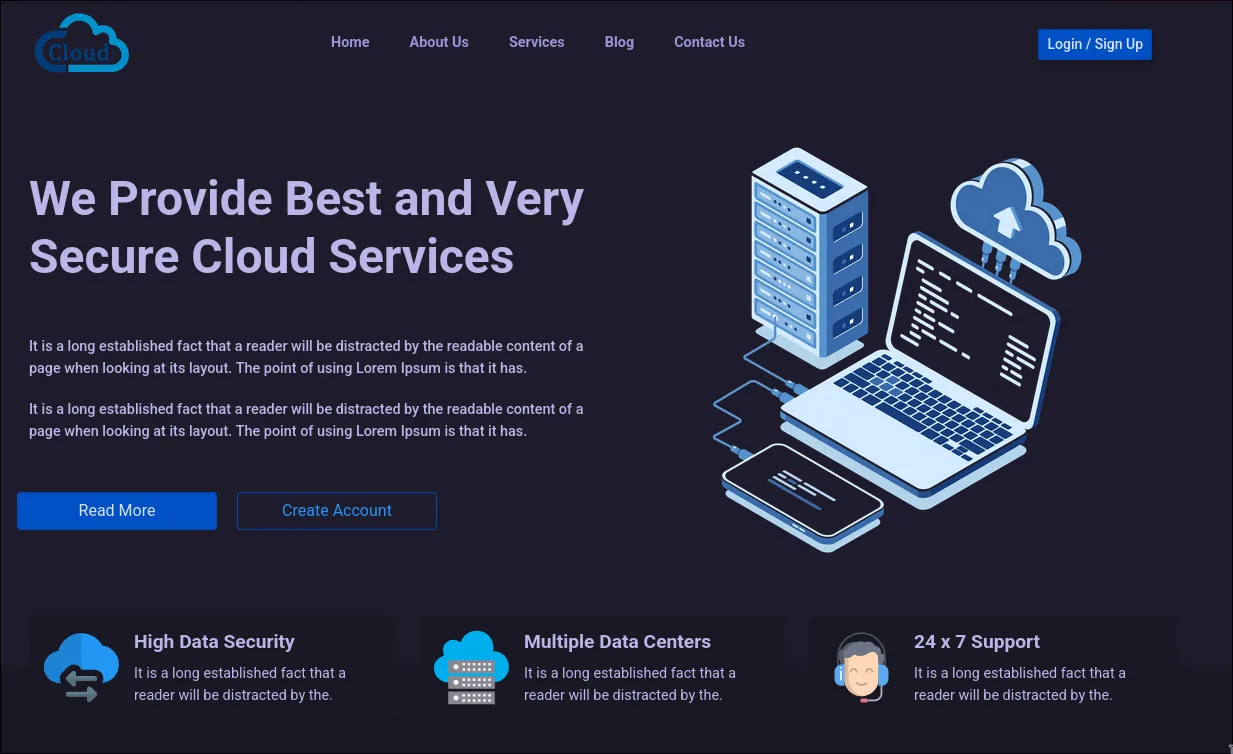 Cloud
Home
About Us
Services
Blog
Contact Us
Login / Sign Up
We Provide Best and Very
Secure Cloud Services
It is a long established fact that a reader will be distracted by the readable content of a
page when looking at its layout. The point of using Lorem Ipsum is that it has.
It is a long established fact that a reader will be distracted by the readable content of a
page when looking at its layout. The point of using Lorem Ipsum is that it has.
Read More
Create Account
High Data Security
It is a long established fact that a
reader will be distracted by the.
Multiple Data Centers
It is a long established fact that a
reader will be distracted by the.
24 x 7 Support
It is a long established fact that a
reader will be distracted by the.